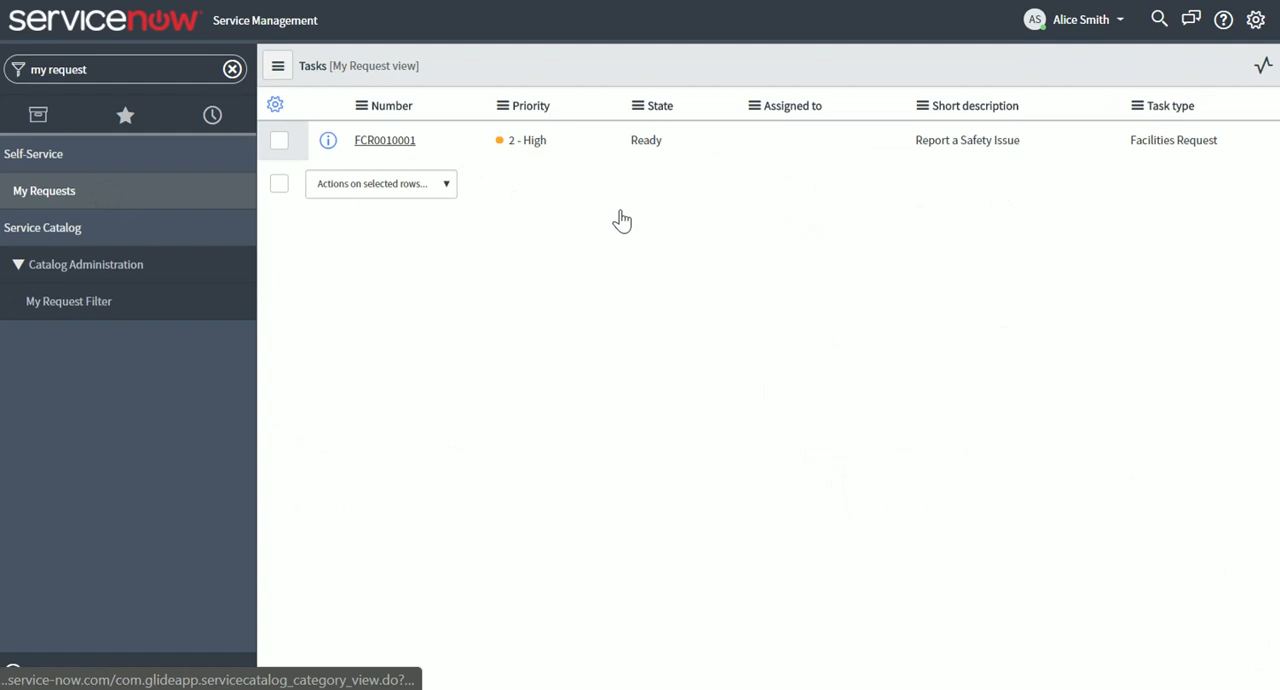 servicenow Service Management
AS Alice Smith
my request
Self-Service
My Requests
Service Catalog
Catalog Administration
My Request Filter
Tasks [My Request view]
Number Priority State Assigned to Short description Task type
FCR0010001 2 - High Ready Report a Safety Issue Facilities Request
Actions on selected rows...
..service-now.com/com.glideapp.servicecatalog_category_view.do?...